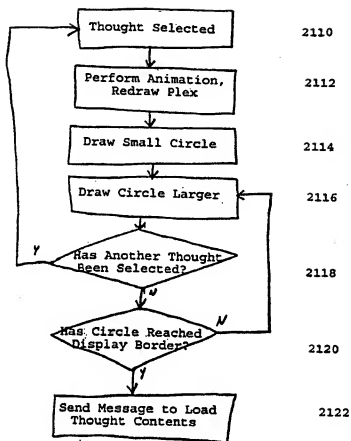 Thought Selected 2110
Perform Animation, 2112
Redraw Plex
Draw Small Circle 2114
Draw Circle Larger 2116
Y
Has Another Thought
Been Selected? 2118
N
N
Has Circle Reached
Display Border? 2120
Y
Send Message to Load 2122
Thought Contents